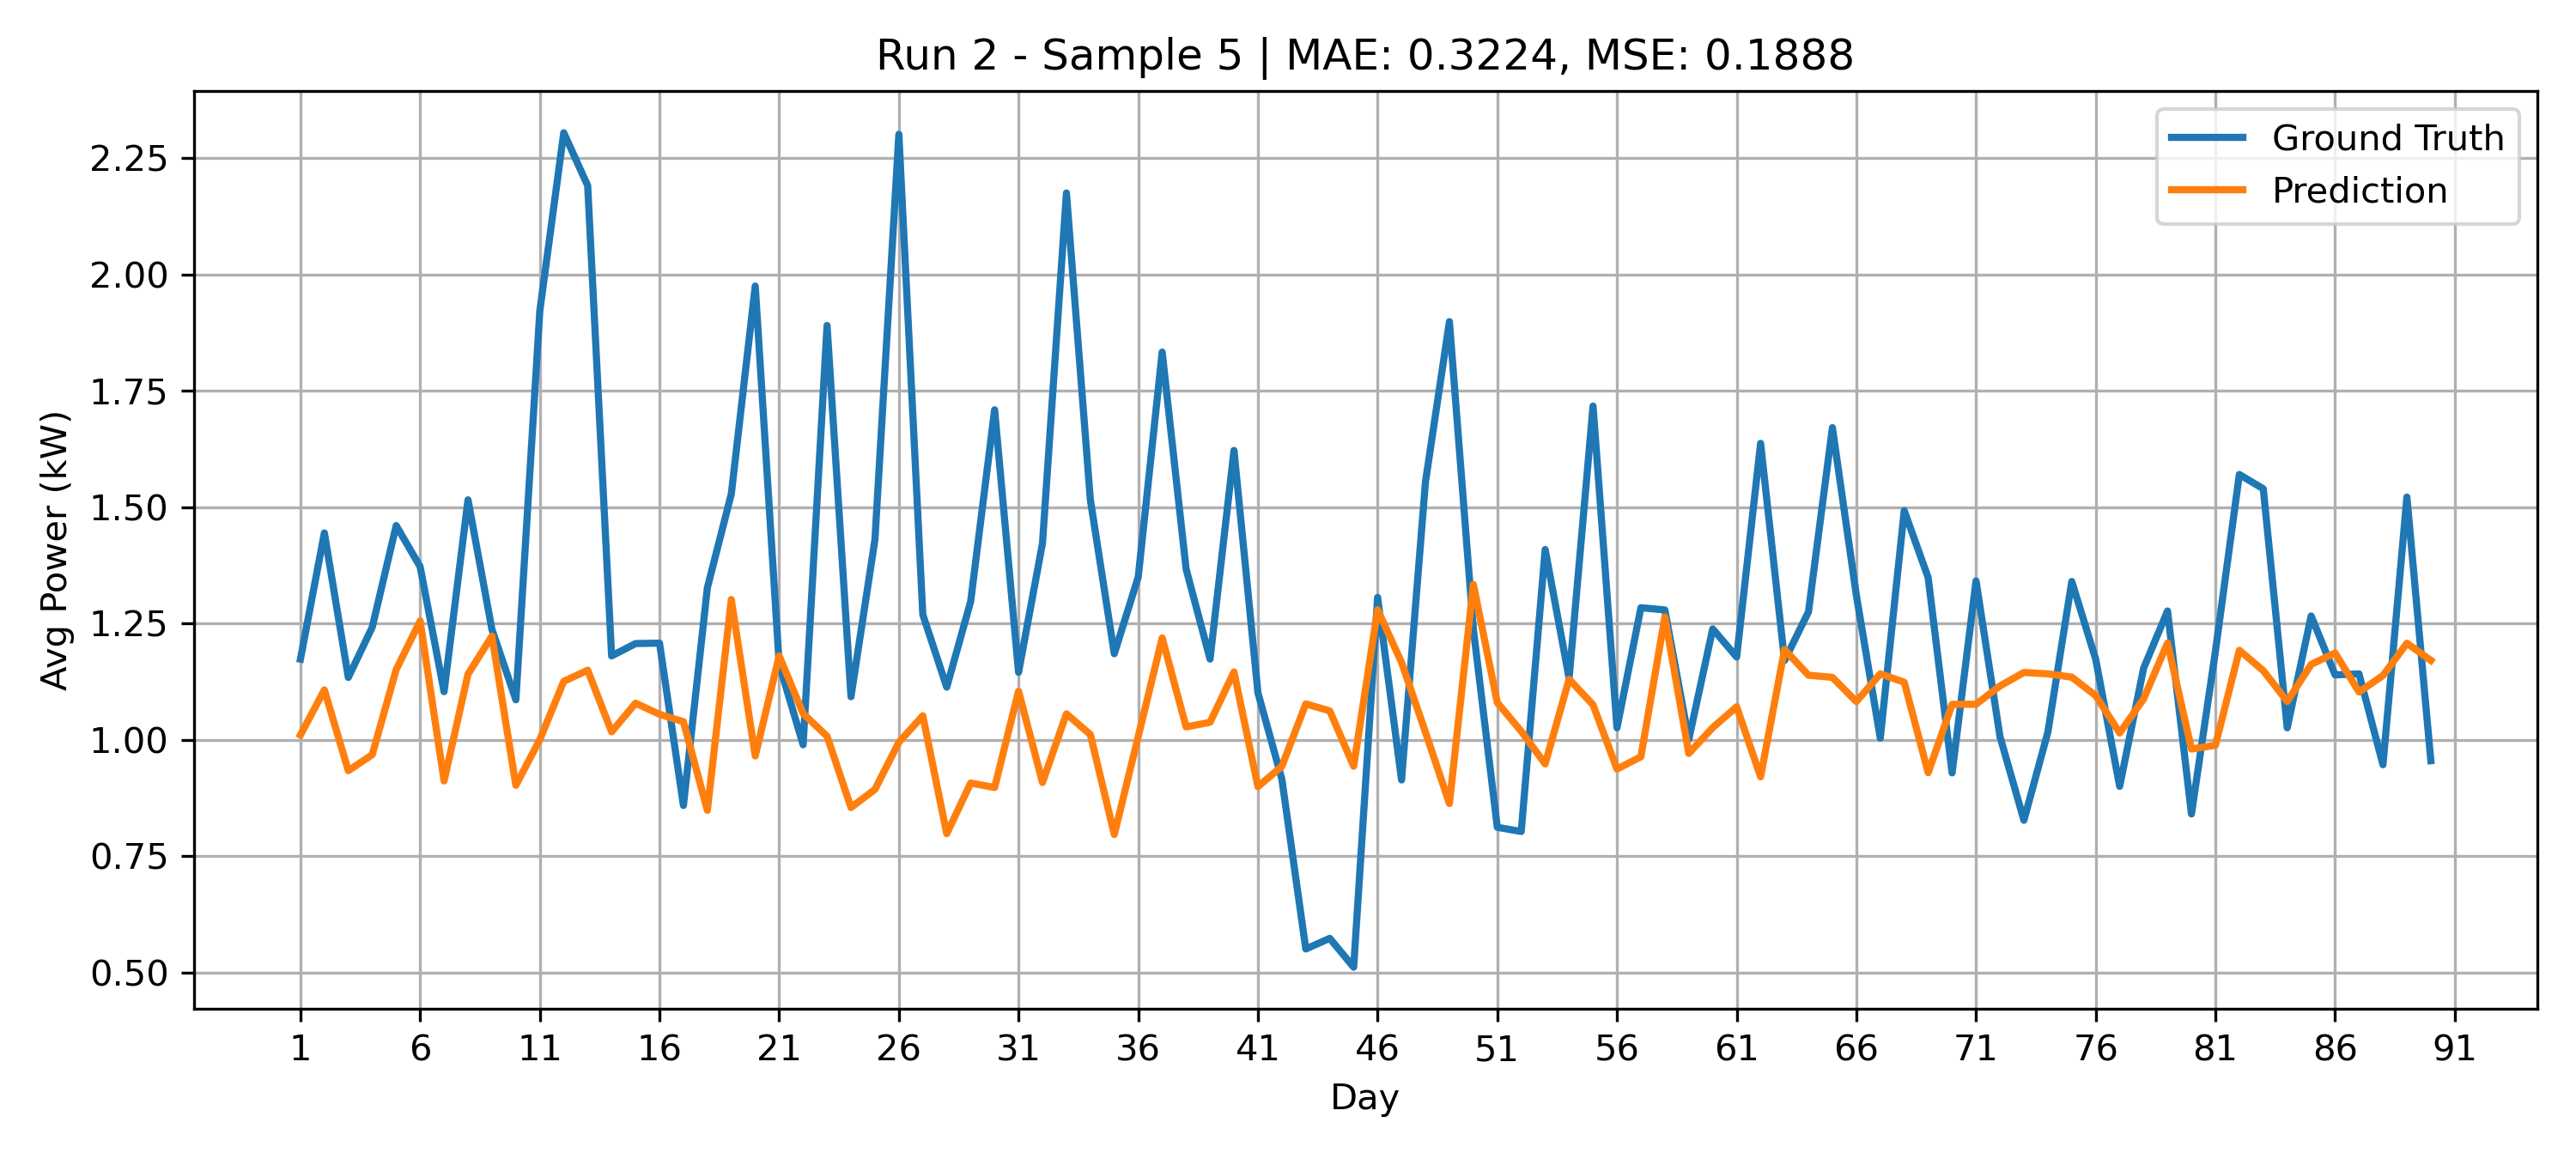 Run 2 - Sample 5 | MAE: 0.3224, MSE: 0.1888
Ground Truth
Prediction
Avg Power (kW)
2.25
2.00
1.75
1.50
1.25
1.00
0.75
0.50
1 6 11 16 21 26 31 36 41 46 51 56 61 66 71 76 81 86 91
Day